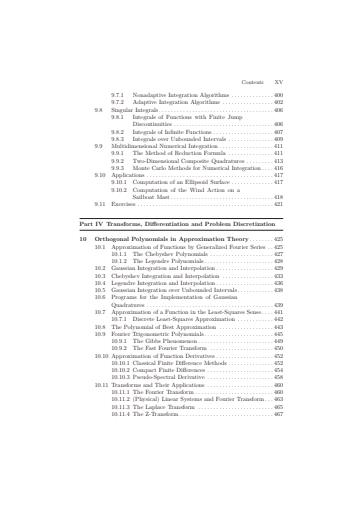 Contents XV
9.7.1 Nonadaptive Integration Algorithms . . . . . . . . . . . . . . 400
9.7.2 Adaptive Integration Algorithms . . . . . . . . . . . . . . . . . 402
9.8 Singular Integrals . . . . . . . . . . . . . . . . . . . . . . . . . . . . . . . . . . . . 406
9.8.1 Integrals of Functions with Finite Jump
Discontinuities . . . . . . . . . . . . . . . . . . . . . . . . . . . . . . . . 406
9.8.2 Integrals of Infinite Functions . . . . . . . . . . . . . . . . . . . . 407
9.8.3 Integrals over Unbounded Intervals . . . . . . . . . . . . . . . 409
9.9 Multidimensional Numerical Integration . . . . . . . . . . . . . . . . . . 411
9.9.1 The Method of Reduction Formula . . . . . . . . . . . . . . . 411
9.9.2 Two-Dimensional Composite Quadratures . . . . . . . . . 413
9.9.3 Monte Carlo Methods for Numerical Integration . . . . 416
9.10 Applications . . . . . . . . . . . . . . . . . . . . . . . . . . . . . . . . . . . . . . . . 417
9.10.1 Computation of an Ellipsoid Surface . . . . . . . . . . . . . . 417
9.10.2 Computation of the Wind Action on a
Sailboat Mast . . . . . . . . . . . . . . . . . . . . . . . . . . . . . . . . . 418
9.11 Exercises . . . . . . . . . . . . . . . . . . . . . . . . . . . . . . . . . . . . . . . . . . . 421
Part IV Transforms, Differentiation and Problem Discretization
10 Orthogonal Polynomials in Approximation Theory . . . . . . . 425
10.1 Approximation of Functions by Generalized Fourier Series . . 425
10.1.1 The Chebyshev Polynomials . . . . . . . . . . . . . . . . . . . . . 427
10.1.2 The Legendre Polynomials . . . . . . . . . . . . . . . . . . . . . . . 428
10.2 Gaussian Integration and Interpolation . . . . . . . . . . . . . . . . . . . 429
10.3 Chebyshev Integration and Interpolation . . . . . . . . . . . . . . . . . 433
10.4 Legendre Integration and Interpolation . . . . . . . . . . . . . . . . . . . 436
10.5 Gaussian Integration over Unbounded Intervals . . . . . . . . . . . . 438
10.6 Programs for the Implementation of Gaussian
Quadratures . . . . . . . . . . . . . . . . . . . . . . . . . . . . . . . . . . . . . . . . 439
10.7 Approximation of a Function in the Least-Squares Sense . . . . 441
10.7.1 Discrete Least-Squares Approximation . . . . . . . . . . . . 442
10.8 The Polynomial of Best Approximation . . . . . . . . . . . . . . . . . . 443
10.9 Fourier Trigonometric Polynomials . . . . . . . . . . . . . . . . . . . . . . 445
10.9.1 The Gibbs Phenomenon . . . . . . . . . . . . . . . . . . . . . . . . . 449
10.9.2 The Fast Fourier Transform . . . . . . . . . . . . . . . . . . . . . . 450
10.10 Approximation of Function Derivatives . . . . . . . . . . . . . . . . . . . 452
10.10.1 Classical Finite Difference Methods . . . . . . . . . . . . . . . 452
10.10.2 Compact Finite Differences . . . . . . . . . . . . . . . . . . . . . . 454
10.10.3 Pseudo-Spectral Derivative . . . . . . . . . . . . . . . . . . . . . . 458
10.11 Transforms and Their Applications . . . . . . . . . . . . . . . . . . . . . . 460
10.11.1 The Fourier Transform . . . . . . . . . . . . . . . . . . . . . . . . . . 460
10.11.2 (Physical) Linear Systems and Fourier Transform . . . 463
10.11.3 The Laplace Transform . . . . . . . . . . . . . . . . . . . . . . . . . 465
10.11.4 The Z-Transform . . . . . . . . . . . . . . . . . . . . . . . . . . . . . . . 467